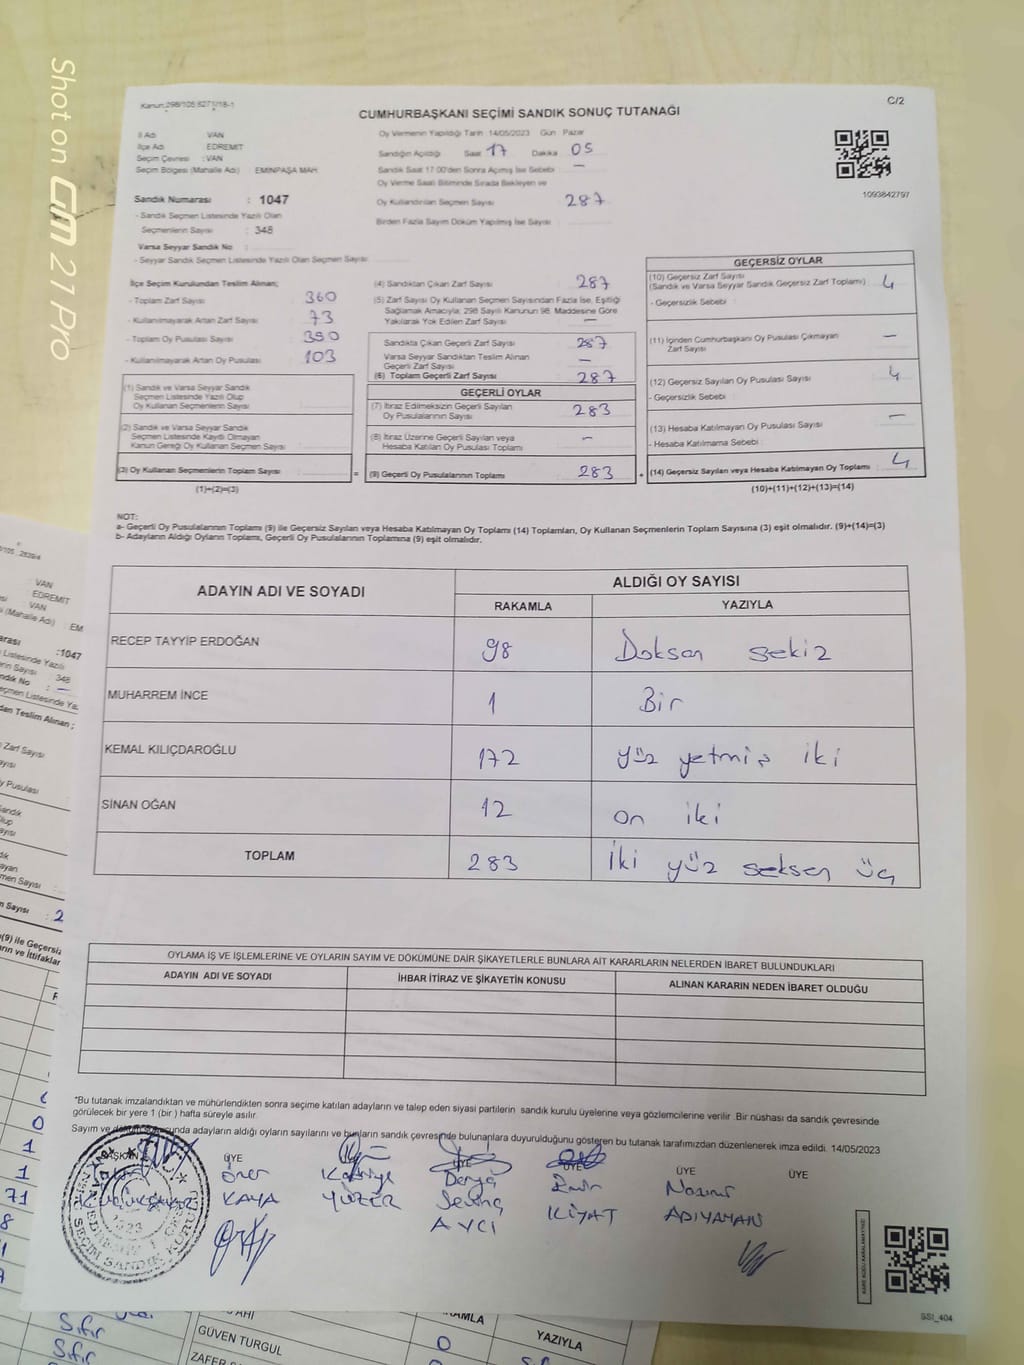 Shot on GM 21 Pro
Kanun:298/105;6271/18-1
C/2
CUMHURBAŞKANI SEÇİMİ SANDIK SONUÇ TUTANAĞI
İl Adı VAN
İlçe Adı EDREMIT
Seçim Çevresi : VAN
Seçim Bölgesi (Mahalle Adı) EMINPAŞA MAH.
Sandık Numarası : 1047
- Sandık Seçmen Listesinde Yazılı Olan
Seçmenlerin Sayısı : 348
Varsa Seyyar Sandık No :
- Seyyar Sandık Seçmen Listesinde Yazılı Olan Seçmen Sayısı:
Oy Vermenin Yapıldığı Tarih :14/05/2023 Gün Pazar
Sandığın Açıldığı Saat 17 Dakika 05
Sandık Saat 17.00'den Sonra Açılmış İse Sebebi —
Oy Verme Saati Bitiminde Sırada Bekleyen ve
Oy Kullandırılan Seçmen Sayısı 287
Birden Fazla Sayım Döküm Yapılmış İse Sayısı
1093842797
İlçe Seçim Kurulundan Teslim Alınan;
- Toplam Zarf Sayısı 360
- Kullanılmayarak Artan Zarf Sayısı 73
- Toplam Oy Pusulası Sayısı 390
- Kullanılmayarak Artan Oy Pusulası 103
(1) Sandık ve Varsa Seyyar Sandık
Seçmen Listesinde Yazılı Olup
Oy Kullanan Seçmenlerin Sayısı
(2) Sandık ve Varsa Seyyar Sandık
Seçmen Listesinde Kayıtlı Olmayan
Kanun Gereği Oy Kullanan Seçmen Sayısı
(3) Oy Kullanan Seçmenlerin Toplam Sayısı
(1)+(2)=(3)
(4) Sandıktan Çıkan Zarf Sayısı 287
(5) Zarf Sayısı Oy Kullanan Seçmen Sayısından Fazla İse, Eşitliği
Sağlamak Amacıyla; 298 Sayılı Kanunun 98. Maddesine Göre
Yakılarak Yok Edilen Zarf Sayısı —
Sandıkta Çıkan Geçerli Zarf Sayısı 287
Varsa Seyyar Sandıktan Teslim Alınan
Geçerli Zarf Sayısı —
(6) Toplam Geçerli Zarf Sayısı 287
GEÇERLİ OYLAR
(7) İtiraz Edilmeksizin Geçerli Sayılan
Oy Pusulalarının Sayısı 283
(8) İtiraz Üzerine Geçerli Sayılan veya
Hesaba Katılan Oy Pusulası Toplamı —
= (9) Geçerli Oy Pusulalarının Toplamı 283
GEÇERSİZ OYLAR
(10) Geçersiz Zarf Sayısı
(Sandık ve Varsa Seyyar Sandık Geçersiz Zarf Toplamı) 4
- Geçersizlik Sebebi :
(11) İçinden Cumhurbaşkanı Oy Pusulası Çıkmayan
Zarf Sayısı —
(12) Geçersiz Sayılan Oy Pusulası Sayısı 4
- Geçersizlik Sebebi :
(13) Hesaba Katılmayan Oy Pusulası Sayısı —
- Hesaba Katılmama Sebebi :
+ (14) Geçersiz Sayılan veya Hesaba Katılmayan Oy Toplamı 4
(10)+(11)+(12)+(13)=(14)
NOT:
a- Geçerli Oy Pusulalarının Toplamı (9) ile Geçersiz Sayılan veya Hesaba Katılmayan Oy Toplamı (14) Toplamları, Oy Kullanan Seçmenlerin Toplam Sayısına (3) eşit olmalıdır. (9)+(14)=(3)
b- Adayların Aldığı Oyların Toplamı, Geçerli Oy Pusulalarının Toplamına (9) eşit olmalıdır.
ADAYIN ADI VE SOYADI ALDIĞI OY SAYISI
RAKAMLA YAZIYLA
RECEP TAYYİP ERDOĞAN 98 Doksan sekiz
MUHARREM İNCE 1 Bir
KEMAL KILIÇDAROĞLU 172 yüz yetmiş iki
SİNAN OĞAN 12 on iki
TOPLAM 283 İki yüz seksen üç
OYLAMA İŞ VE İŞLEMLERİNE VE OYLARIN SAYIM VE DÖKÜMÜNE DAİR ŞİKAYETLERLE BUNLARA AİT KARARLARIN NELERDEN İBARET BULUNDUKLARI
ADAYIN ADI VE SOYADI İHBAR İTİRAZ VE ŞİKAYETİN KONUSU ALINAN KARARIN NEDEN İBARET OLDUĞU
*Bu tutanak imzalandıktan ve mühürlendikten sonra seçime katılan adayların ve talep eden siyasi partilerin sandık kurulu üyelerine veya gözlemcilerine verilir .Bir nüshası da sandık çevresinde
görülecek bir yere 1 (bir ) hafta süreyle asılır.
Sayım ve döküm sonucunda adayların aldığı oyların sayılarını ve bunların sandık çevresinde bulunanlara duyurulduğunu gösteren bu tutanak tarafımızdan düzenlenerek imza edildi. 14/05/2023
BAŞKAN ÜYE ÜYE ÜYE ÜYE ÜYE
Öner Derya
KAYA YÜZER Sevinç KIYAT ADIYAMAN
AVCI
SSİ_404
VAN
EDREMIT
VAN
(Mahalle Adı) : EM
:1047
348
den Teslim Alınan ;
GÜVEN TURGUL 0
YAZIYLA
Sıfır
Sıfır